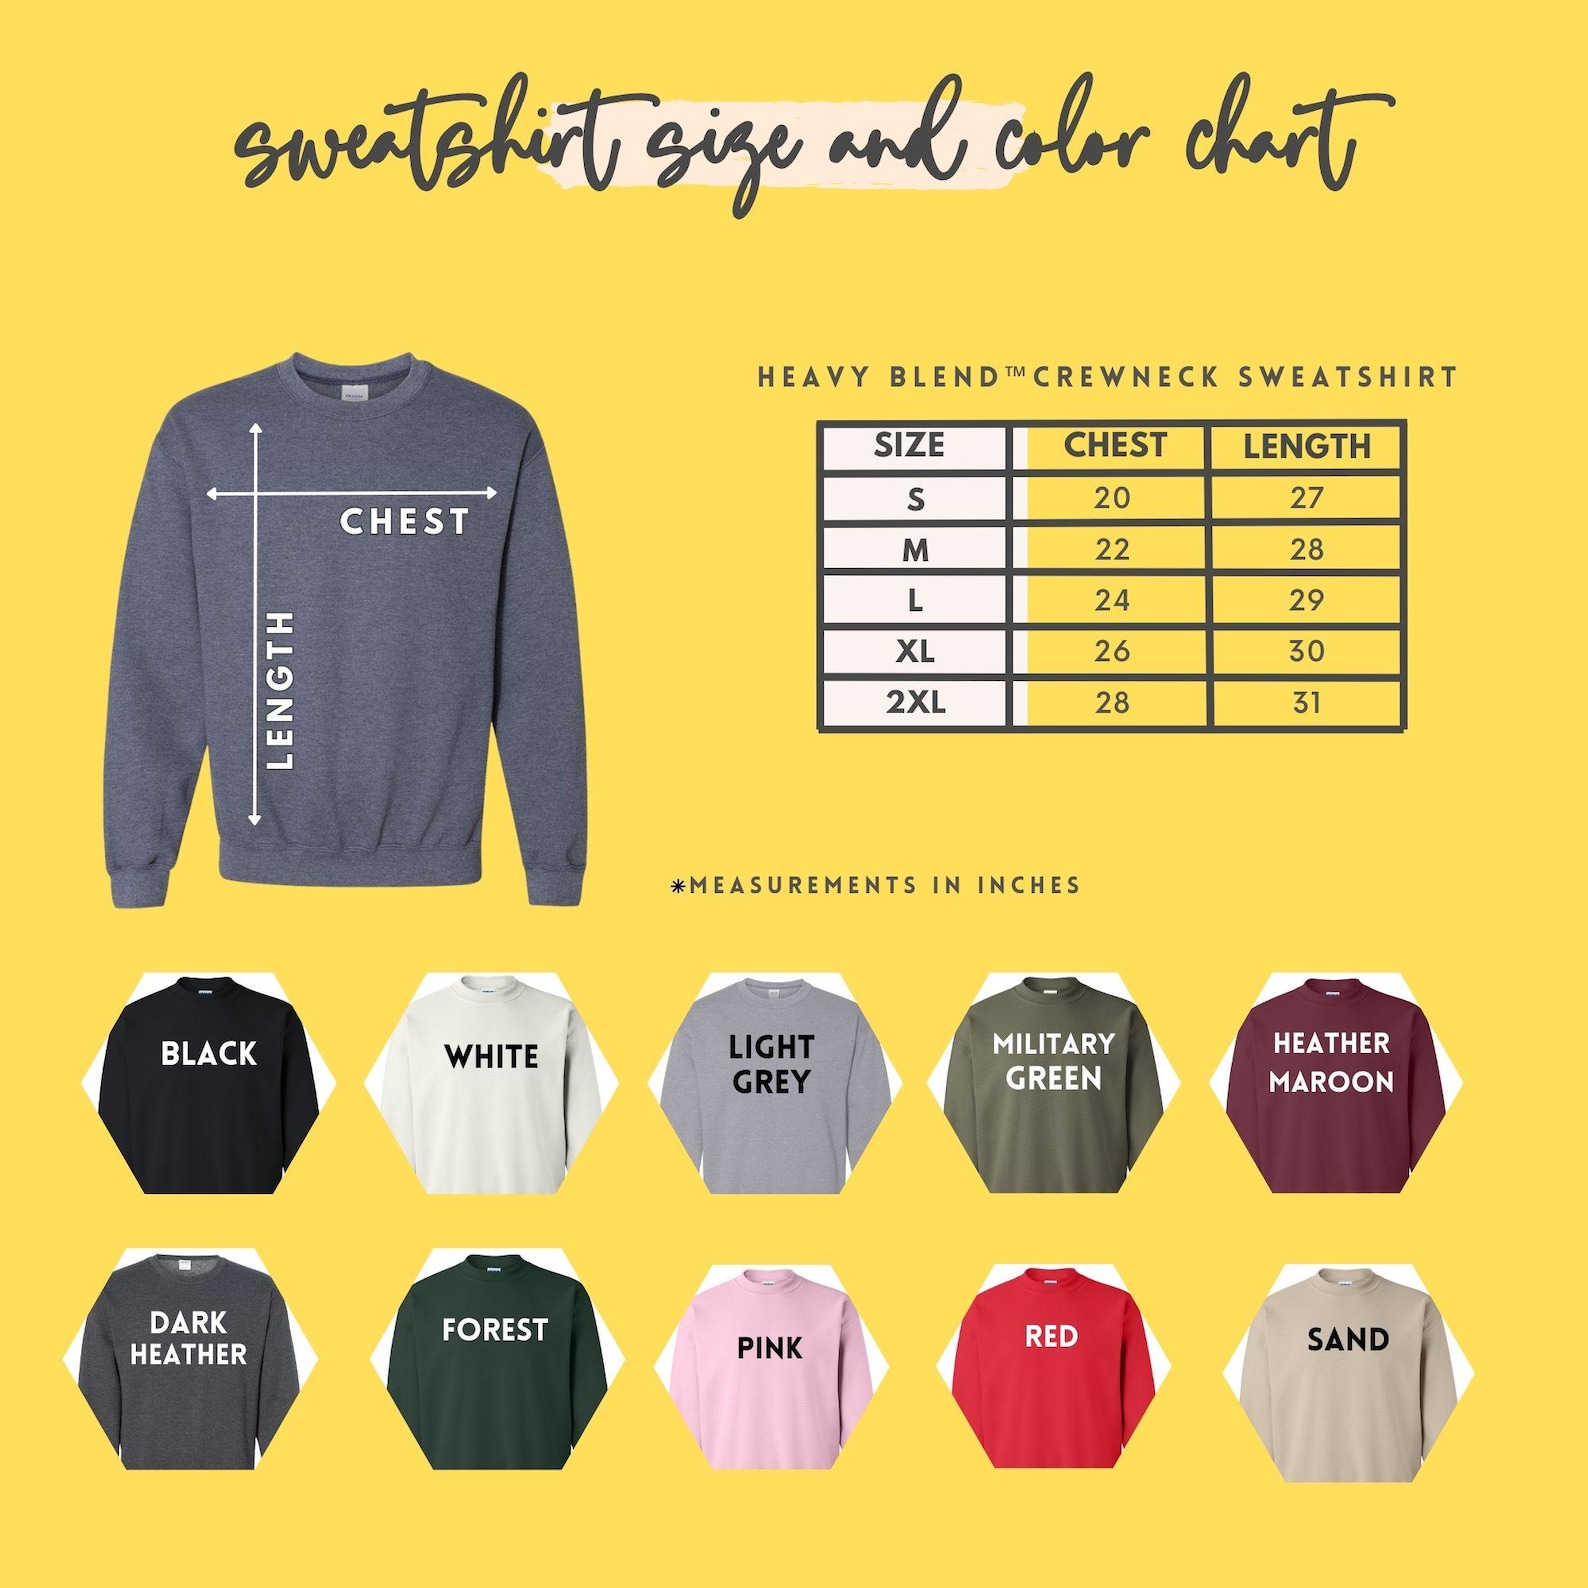 sweatshirt size and color chart
HEAVY BLEND™CREWNECK SWEATSHIRT
SIZE CHEST LENGTH
S 20 27
M 22 28
L 24 29
XL 26 30
2XL 28 31
CHEST
LENGTH
*MEASUREMENTS IN INCHES
BLACK
WHITE
LIGHT
GREY
MILITARY
GREEN
HEATHER
MAROON
DARK
HEATHER
FOREST
PINK
RED
SAND